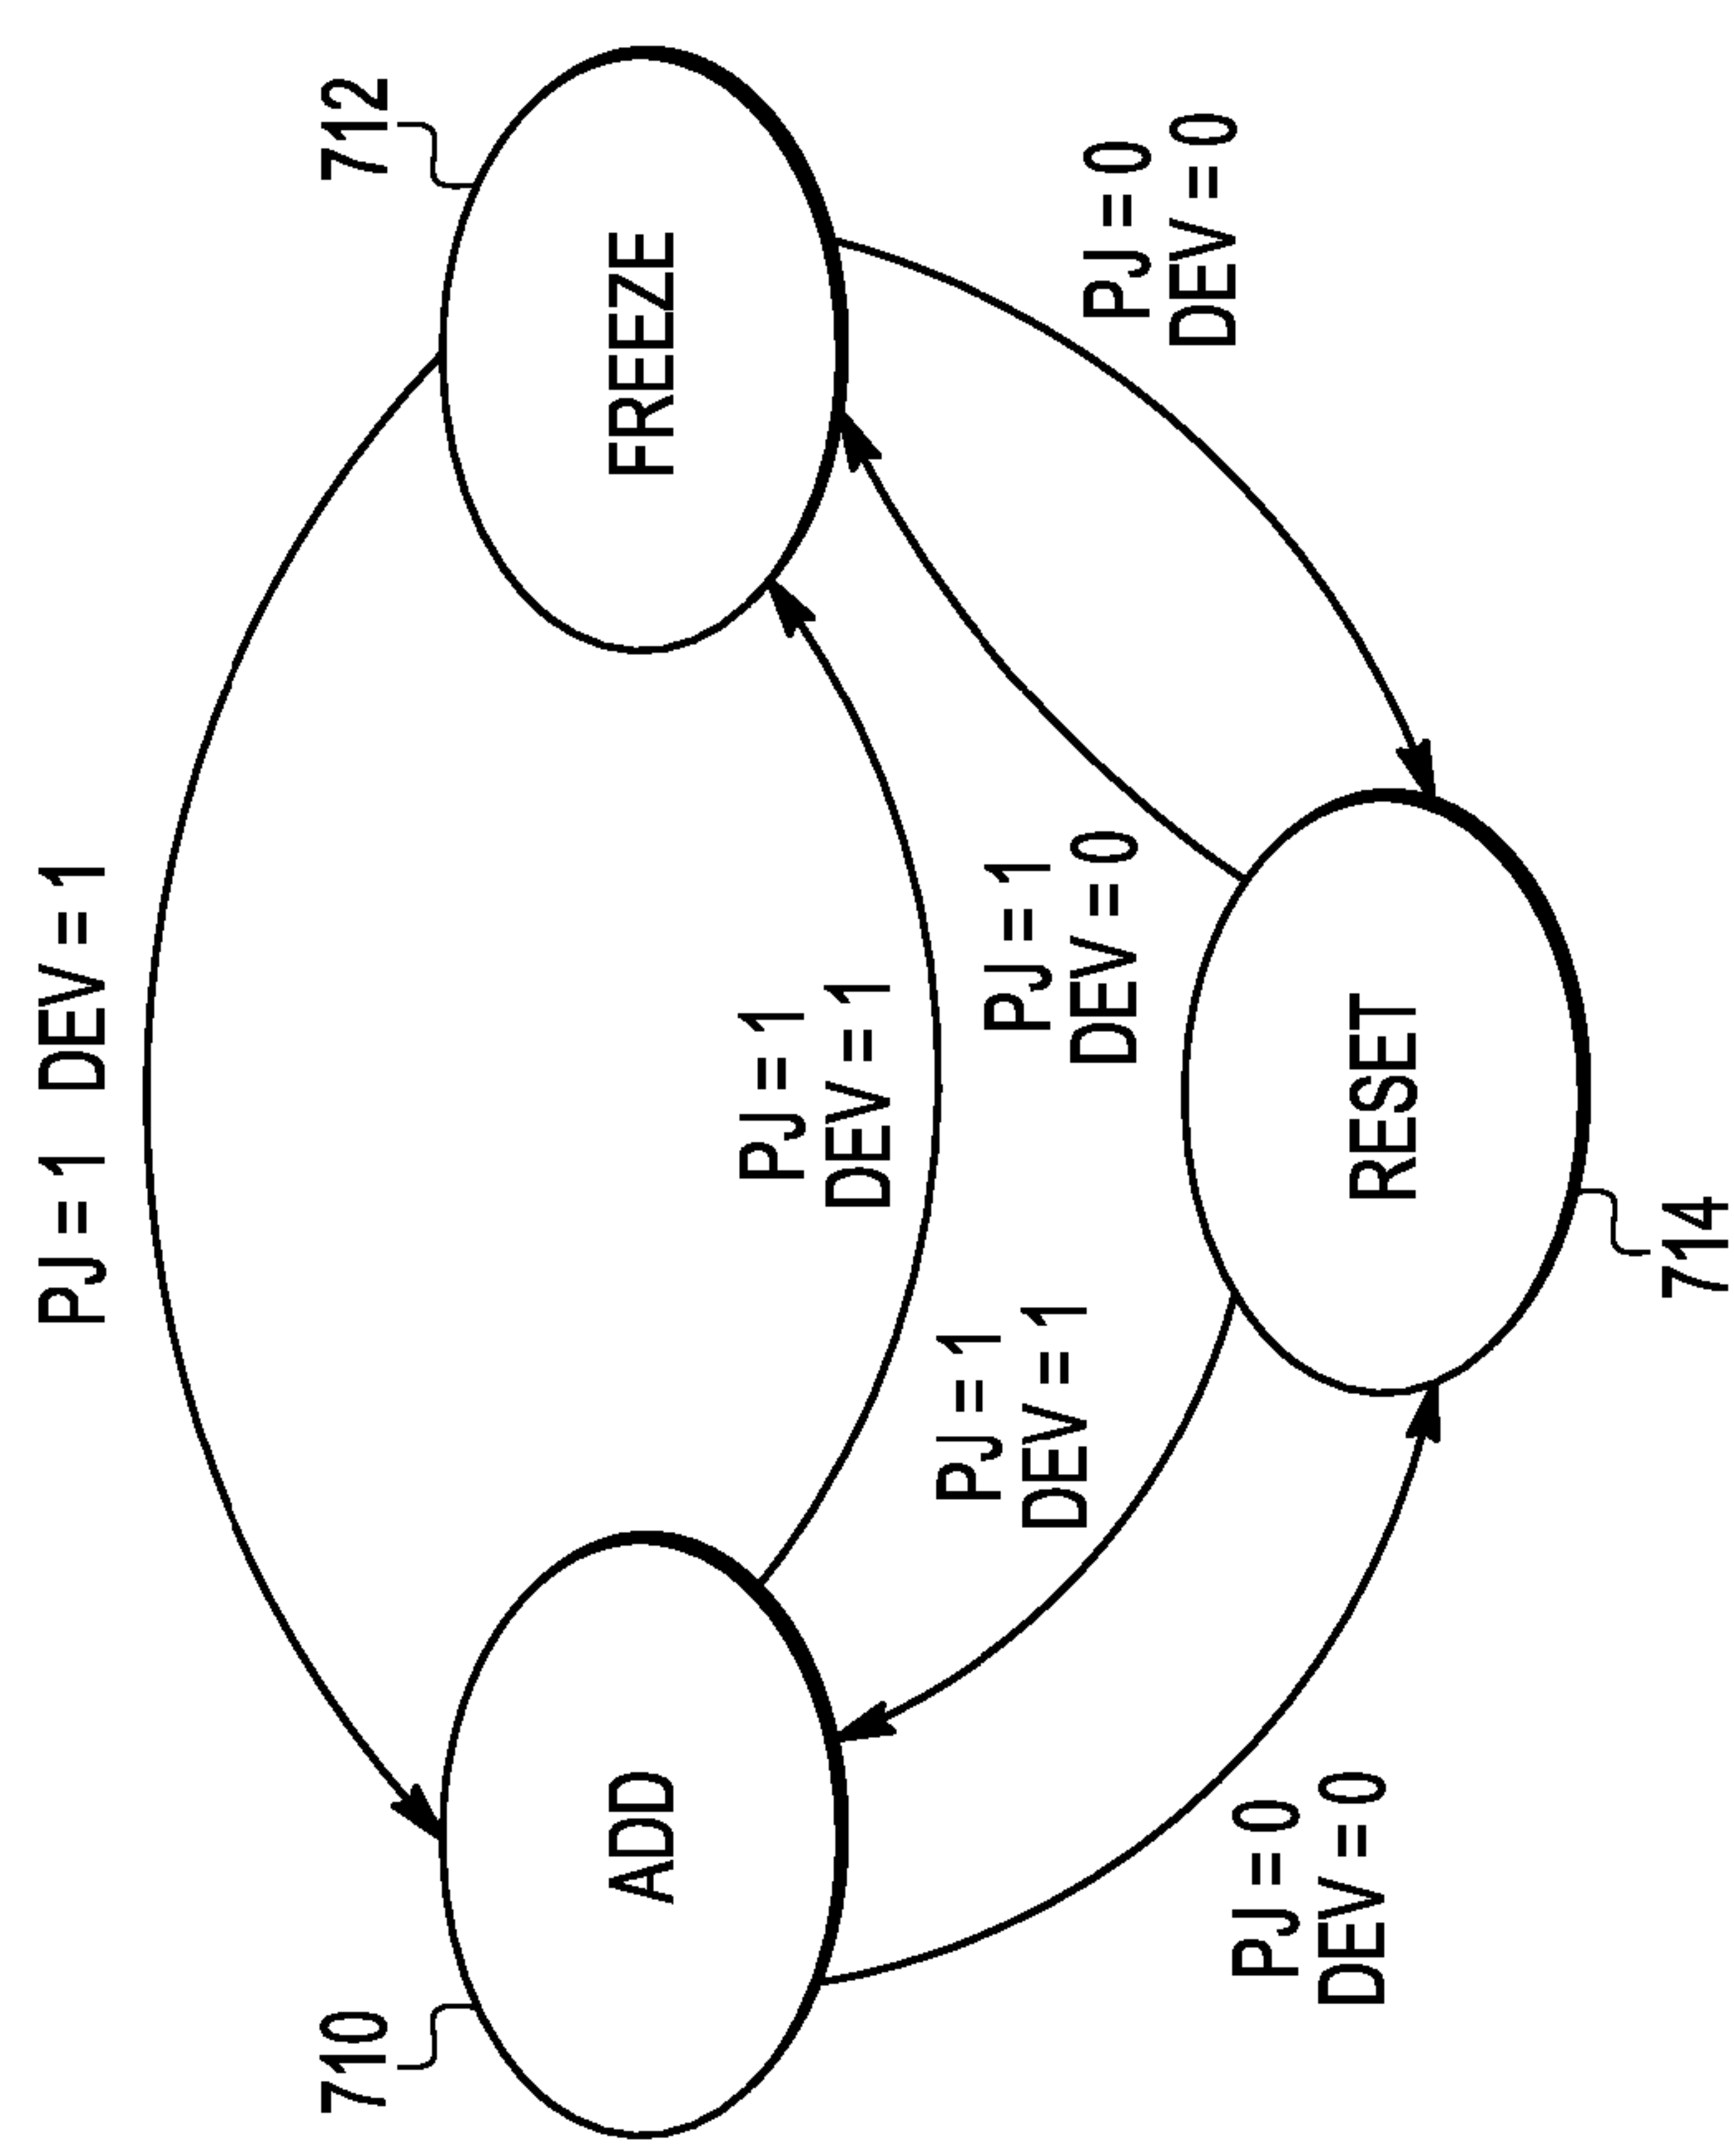 PJ = 1 DEV = 1
710
712
ADD
FREEZE
PJ = 1
DEV = 1
PJ = 1
DEV = 1
PJ = 1
DEV = 0
PJ = 0
DEV = 0
PJ = 0
DEV = 0
RESET
714